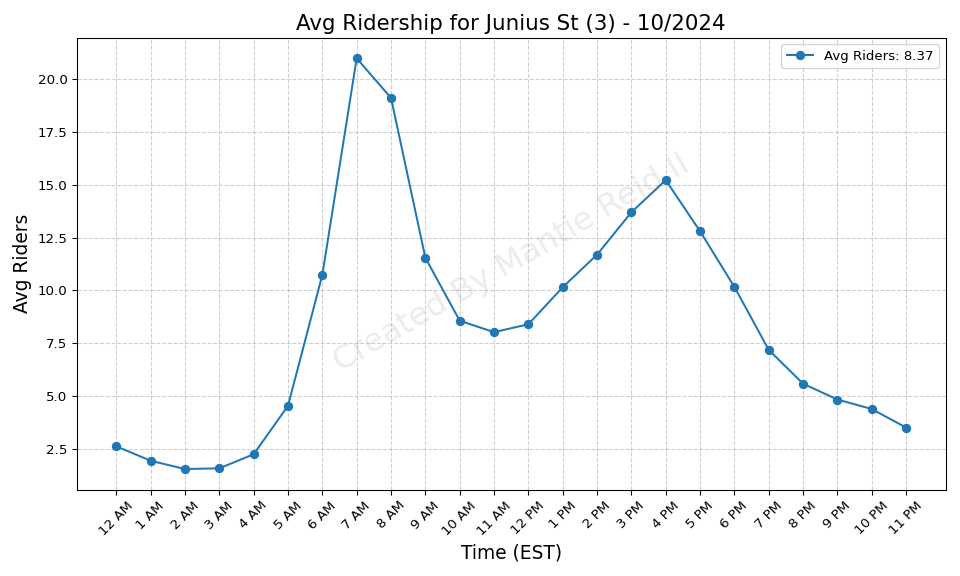 Avg Ridership for Junius St (3) - 10/2024
Avg Riders: 8.37
Avg Riders
20.0
17.5
15.0
12.5
10.0
7.5
5.0
2.5
Created By Mantie Reid II
12 AM
1 AM
2 AM
3 AM
4 AM
5 AM
6 AM
7 AM
8 AM
9 AM
10 AM
11 AM
12 PM
1 PM
2 PM
3 PM
4 PM
5 PM
6 PM
7 PM
8 PM
9 PM
10 PM
11 PM
Time (EST)